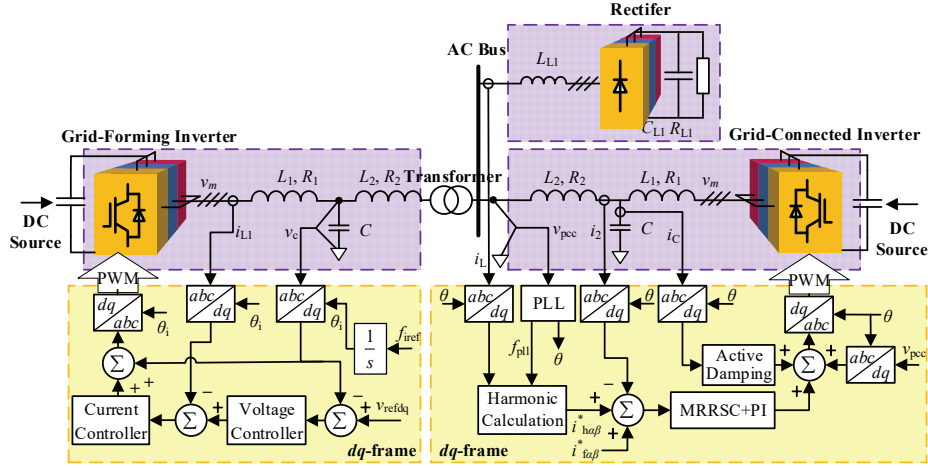 Rectifer
AC Bus
L_L1
C_L1 R_L1
Grid-Forming Inverter
Transformer
Grid-Connected Inverter
v_m
L_1, R_1
L_2, R_2
L_2, R_2
L_1, R_1
v_m
DC
Source
i_L1
v_c
C
i_L
v_pcc
i_2
C
i_C
DC
Source
PWM
PWM
dq
abc
θ_i
abc
dq
θ_i
abc
dq
θ_i
1
s
f_iref
θ
abc
dq
PLL
abc
dq
θ
abc
dq
θ
dq
abc
θ
f_pll
θ
Σ
+
+
Active
Damping
+
Σ
+
+
abc
dq
v_pcc
Current
Controller
−
Σ
+
Voltage
Controller
−
Σ
+
v_refdq
Harmonic
Calculation
−
+
Σ
+
MRRSC+PI
i*_hαβ
i*_fαβ
dq-frame
dq-frame